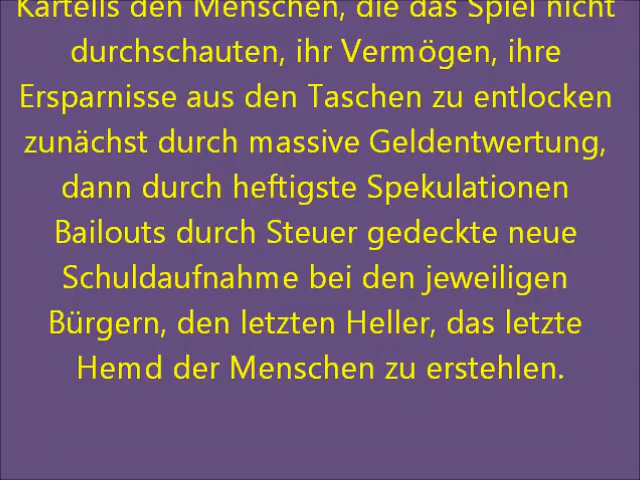 Kartells den Menschen, die das Spiel nicht
durchschauten, ihr Vermögen, ihre
Ersparnisse aus den Taschen zu entlocken
zunächst durch massive Geldentwertung,
dann durch heftigste Spekulationen
Bailouts durch Steuer gedeckte neue
Schuldaufnahme bei den jeweiligen
Bürgern, den letzten Heller, das letzte
Hemd der Menschen zu erstehlen.